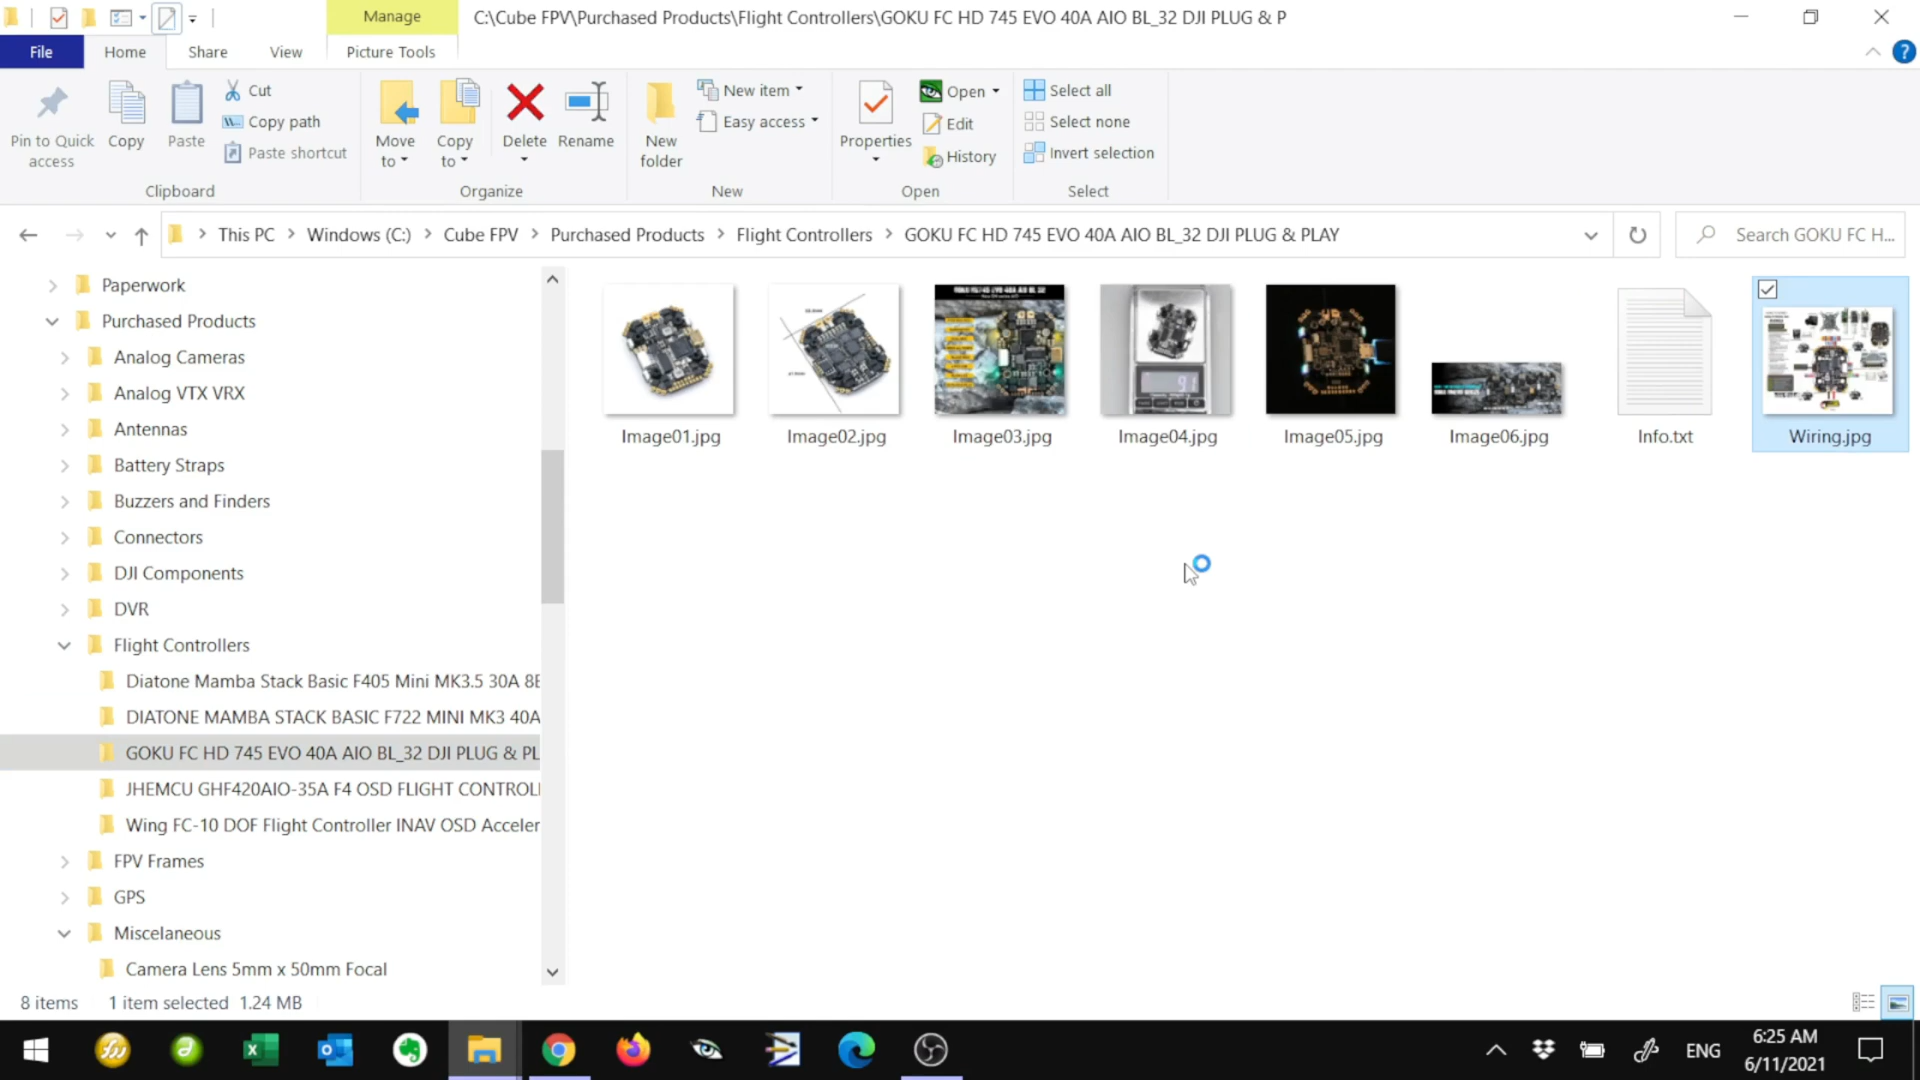 Manage
C:\Cube FPV\Purchased Products\Flight Controllers\GOKU FC HD 745 EVO 40A AIO BL_32 DJI PLUG & P
File
Home
Share
View
Picture Tools
Pin to Quick access
Copy
Paste
Cut
Copy path
Paste shortcut
Clipboard
Move to
Copy to
Delete
Rename
Organize
New folder
New item
Easy access
New
Properties
Open
Edit
History
Open
Select all
Select none
Invert selection
Select
This PC > Windows (C:) > Cube FPV > Purchased Products > Flight Controllers > GOKU FC HD 745 EVO 40A AIO BL_32 DJI PLUG & PLAY
Search GOKU FC H...
Paperwork
Purchased Products
Analog Cameras
Analog VTX VRX
Antennas
Battery Straps
Buzzers and Finders
Connectors
DJI Components
DVR
Flight Controllers
Diatone Mamba Stack Basic F405 Mini MK3.5 30A 8E
DIATONE MAMBA STACK BASIC F722 MINI MK3 40A
GOKU FC HD 745 EVO 40A AIO BL_32 DJI PLUG & PL
JHEMCU GHF420AIO-35A F4 OSD FLIGHT CONTROLI
Wing FC-10 DOF Flight Controller INAV OSD Acceler
FPV Frames
GPS
Miscelaneous
Camera Lens 5mm x 50mm Focal
Image01.jpg
Image02.jpg
Image03.jpg
Image04.jpg
Image05.jpg
Image06.jpg
Info.txt
Wiring.jpg
8 items
1 item selected 1.24 MB
ENG
6:25 AM
6/11/2021